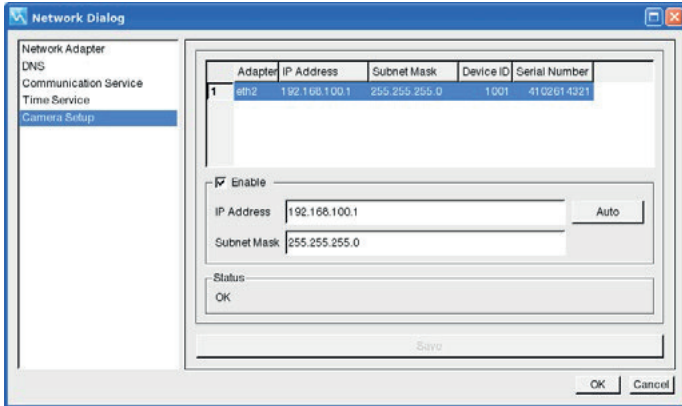 Network Dialog
Network Adapter
DNS
Communication Service
Time Service
Camera Setup
Adapter IP Address Subnet Mask Device ID Serial Number
1 eth2 192.168.100.1 255.255.255.0 1001 4102614321
Enable
IP Address 192.168.100.1 Auto
Subnet Mask 255.255.255.0
Status
OK
Save
OK Cancel